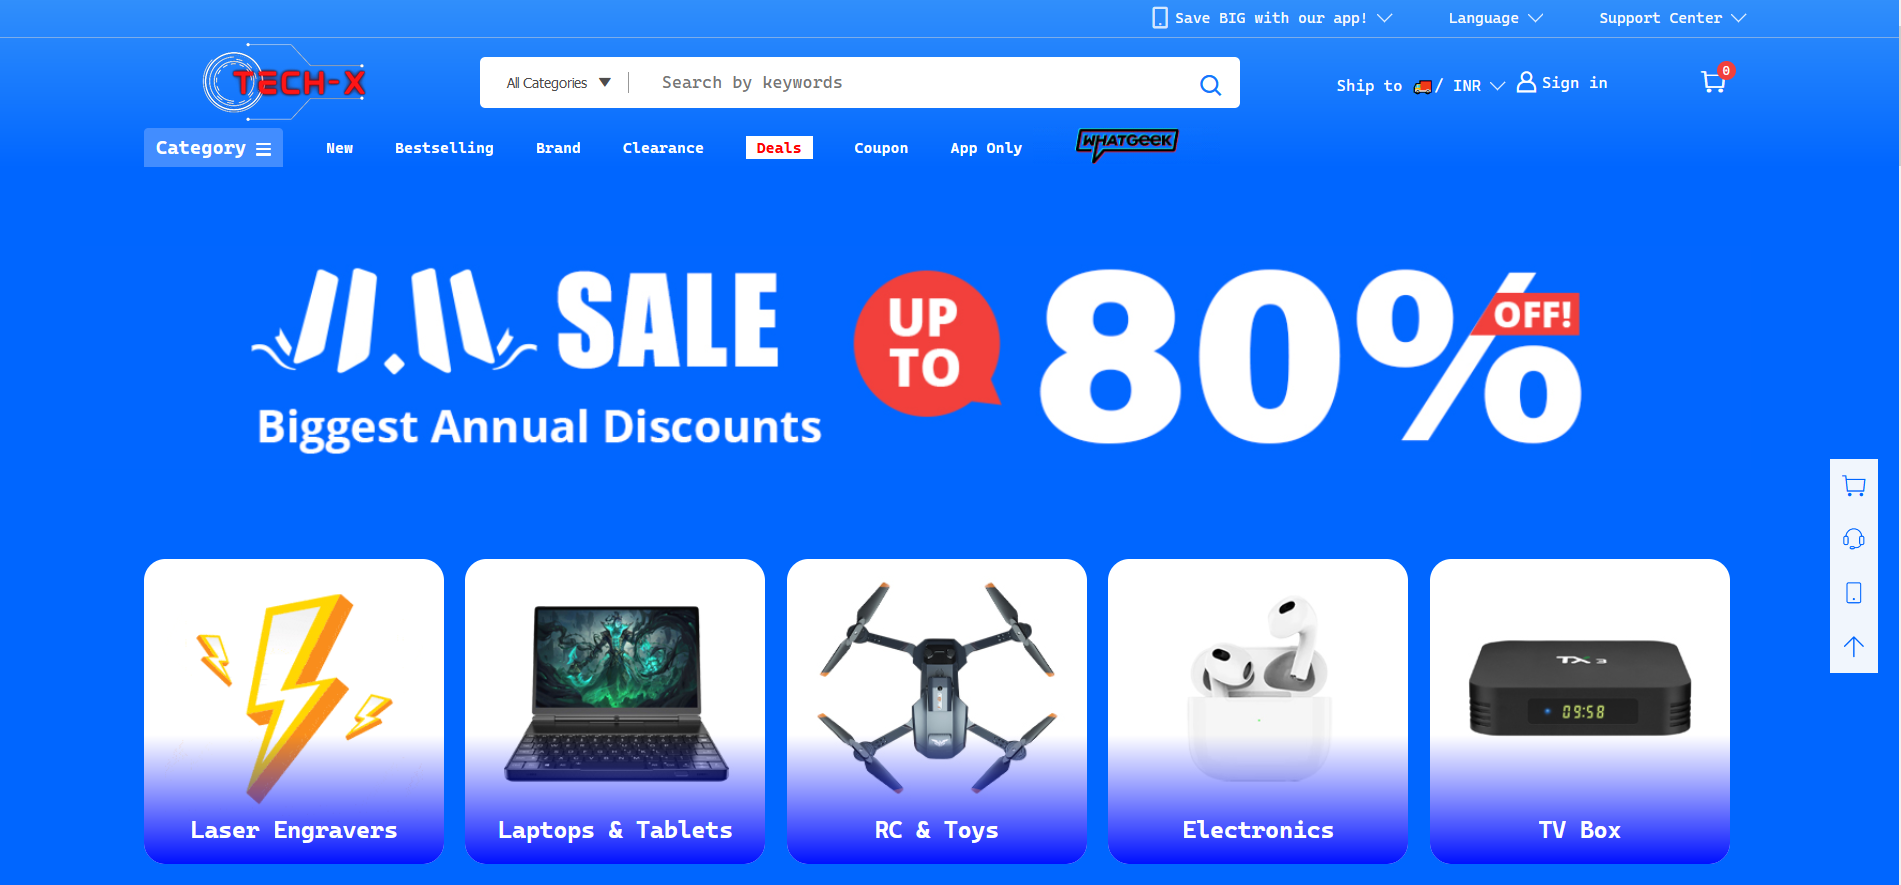 Save BIG with our app!
Language
Support Center
TECH-X
All Categories
Search by keywords
Ship to
/ INR
Sign in
0
Category
New
Bestselling
Brand
Clearance
Deals
Coupon
App Only
WHATGEEK
11.11 SALE
Biggest Annual Discounts
UP
TO
80%
OFF!
TX 3
09:58
Laser Engravers
Laptops & Tablets
RC & Toys
Electronics
TV Box